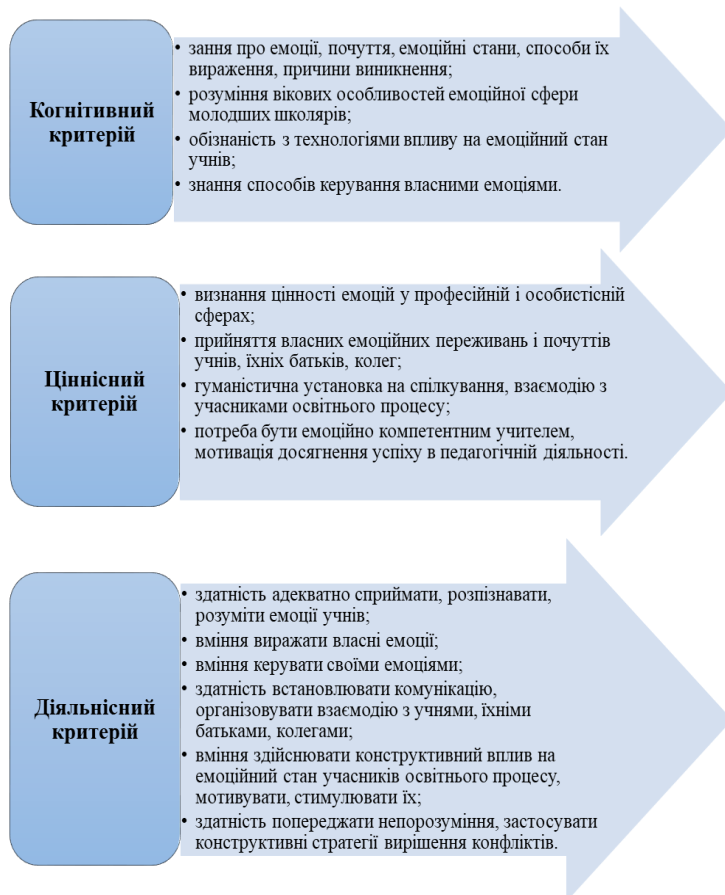 Когнітивний
критерій
• зання про емоції, почуття, емоційні стани, способи їх
вираження, причини виникнення;
• розуміння вікових особливостей емоційної сфери
молодших школярів;
• обізнаність з технологіями впливу на емоційний стан
учнів;
• знання способів керування власними емоціями.
Ціннісний
критерій
• визнання цінності емоцій у професійній і особистісній
сферах;
• прийняття власних емоційних переживань і почуттів
учнів, їхніх батьків, колег;
• гуманістична установка на спілкування, взаємодію з
учасниками освітнього процесу;
• потреба бути емоційно компетентним учителем,
мотивація досягнення успіху в педагогічній діяльності.
Діяльнісний
критерій
• здатність адекватно сприймати, розпізнавати,
розуміти емоції учнів;
• вміння виражати власні емоції;
• вміння керувати своїми емоціями;
• здатність встановлювати комунікацію,
організовувати взаємодію з учнями, їхніми
батьками, колегами;
• вміння здійснювати конструктивний вплив на
емоційний стан учасників освітнього процесу,
мотивувати, стимулювати їх;
• здатність попереджати непорозуміння, застосувати
конструктивні стратегії вирішення конфліктів.